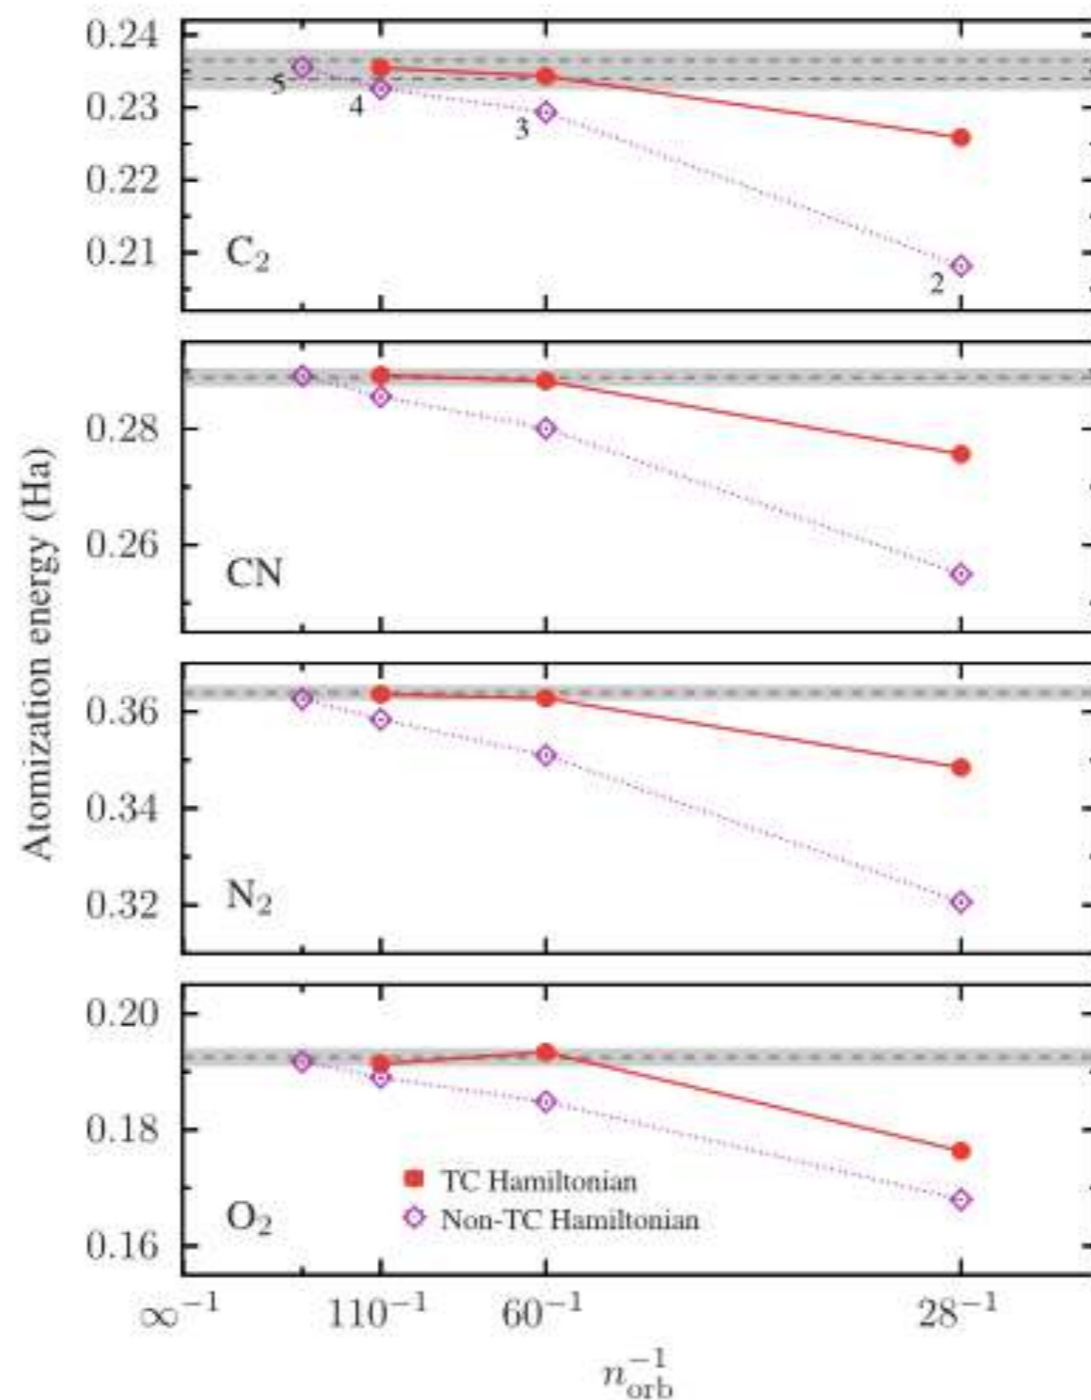 0.24
0.23
0.22
0.21
5
4
3
2
C₂
0.28
0.26
CN
Atomization energy (Ha)
0.36
0.34
0.32
N₂
0.20
0.18
0.16
TC Hamiltonian
Non-TC Hamiltonian
O₂
∞⁻¹ 110⁻¹ 60⁻¹ 28⁻¹
n⁻¹orb